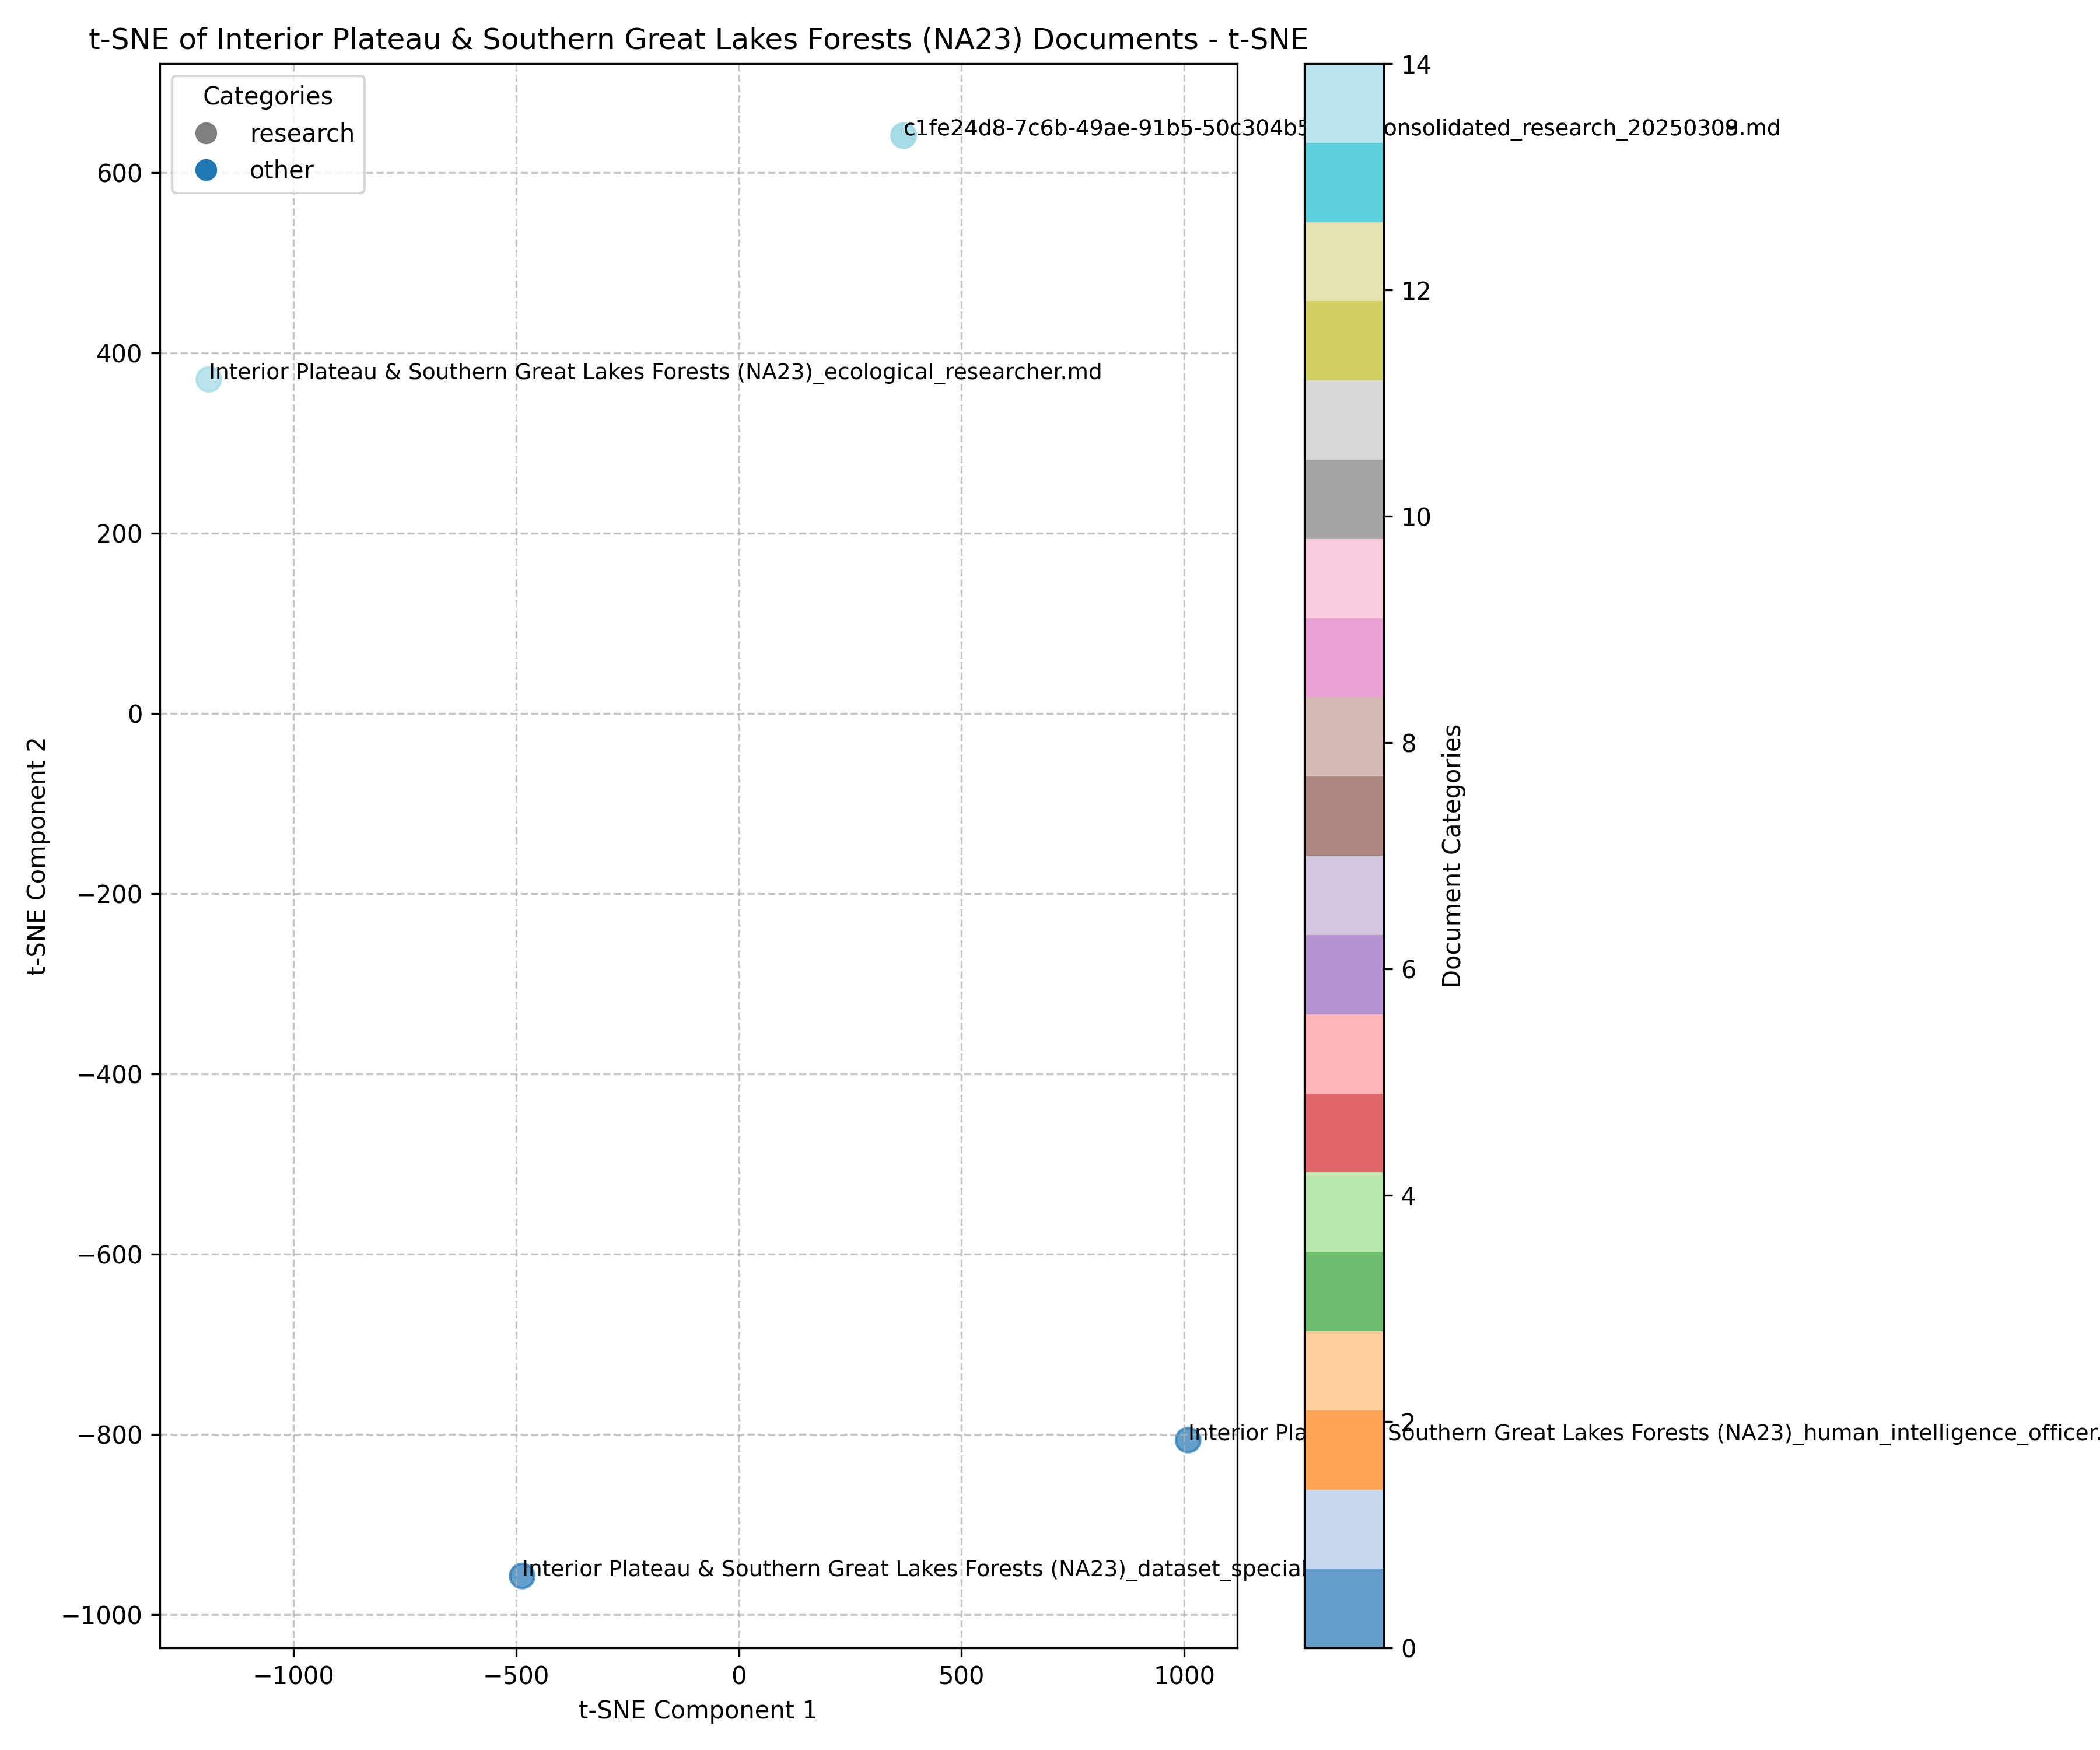 t-SNE of Interior Plateau & Southern Great Lakes Forests (NA23) Documents - t-SNE
Categories
research
other
c1fe24d8-7c6b-49ae-91b5-50c304b5 onsolidated_research_20250309.md
Interior Plateau & Southern Great Lakes Forests (NA23)_ecological_researcher.md
Interior Pla Southern Great Lakes Forests (NA23)_human_intelligence_officer.
Interior Plateau & Southern Great Lakes Forests (NA23)_dataset_special
600
400
200
0
−200
−400
−600
−800
−1000
t-SNE Component 2
−1000
−500
0
500
1000
t-SNE Component 1
14
12
10
8
6
4
2
0
Document Categories